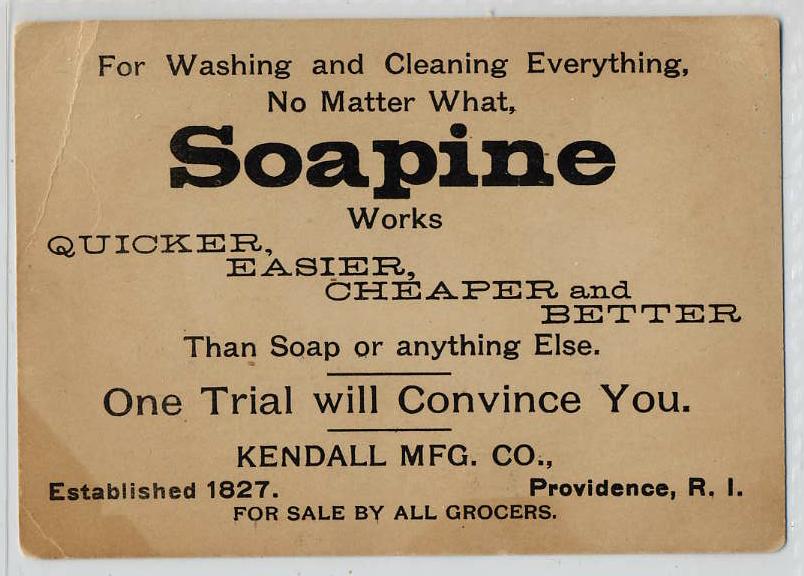 For Washing and Cleaning Everything,
No Matter What,
Soapine
Works
QUICKER,
EASIER,
CHEAPER and
BETTER
Than Soap or anything Else.
One Trial will Convince You.
KENDALL MFG. CO.,
Established 1827. Providence, R. I.
FOR SALE BY ALL GROCERS.